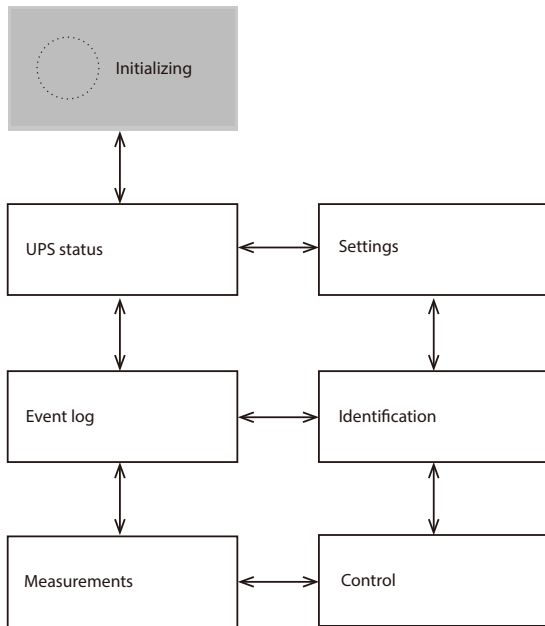 Initializing
UPS status
Settings
Event log
Identification
Measurements
Control